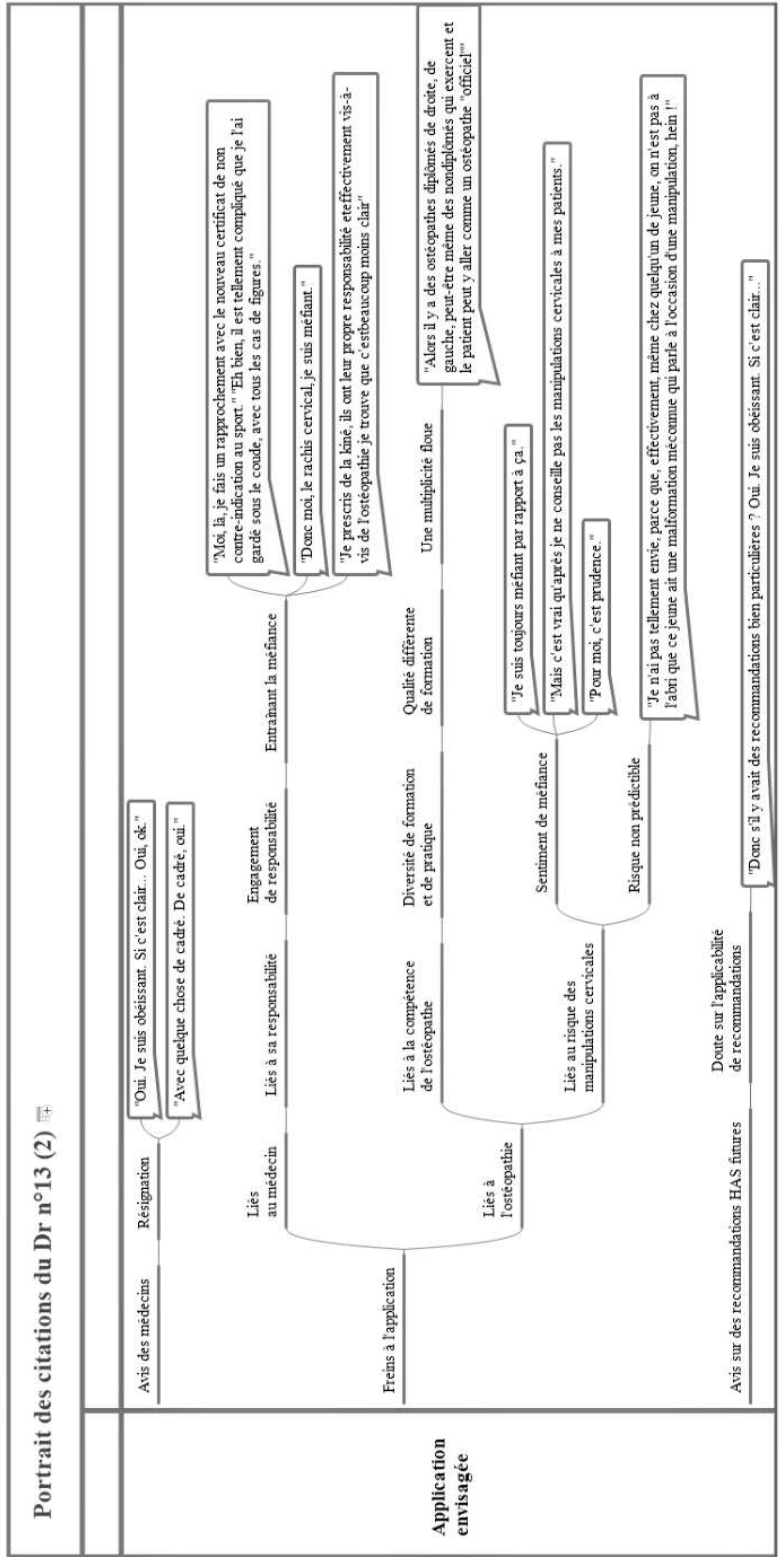 Portrait des citations du Dr n°13 (2)
Application
envisagée
Avis des médecins
Résignation
"Oui. Je suis obéissant. Si c'est clair... Oui, ok."
"Avec quelque chose de cadré. De cadré, oui."
Freins à l'application
Liés
au médecin
Liés à sa responsabilité
Engagement
de responsabilité
Entraînant la méfiance
"Moi, là, je fais un rapprochement avec le nouveau certificat de non
contre-indication au sport." "Eh bien, il est tellement compliqué que je l'ai
gardé sous le coude, avec tous les cas de figures."
"Donc moi, le rachis cervical, je suis méfiant."
"Je prescris de la kiné, ils ont leur propre responsabilité eteffectivement vis-à-
vis de l'ostéopathie je trouve que c'estbeaucoup moins clair"
Liés à
l'ostéopathie
Liés à la compétence
de l'ostéopathe
Diversité de formation
et de pratique
Qualité différente
de formation
Une multiplicité floue
"Alors il y a des ostéopathes diplômés de droite, de
gauche, peut-être même des nondiplômés qui exercent et
le patient peut y aller comme un ostéopathe "officiel""
Liés au risque des
manipulations cervicales
Sentiment de méfiance
"Je suis toujours méfiant par rapport à ça."
"Mais c'est vrai qu'après je ne conseille pas les manipulations cervicales à mes patients."
"Pour moi, c'est prudence."
Risque non prédictible
"Je n'ai pas tellement envie, parce que, effectivement, même chez quelqu'un de jeune, on n'est pas à
l'abri que ce jeune ait une malformation méconnue qui parle à l'occasion d'une manipulation, hein !"
Avis sur des recommandations HAS futures
Doute sur l'applicabilité
de recommandations
"Donc s'il y avait des recommandations bien particulières ? Oui. Je suis obéissant. Si c'est clair..."